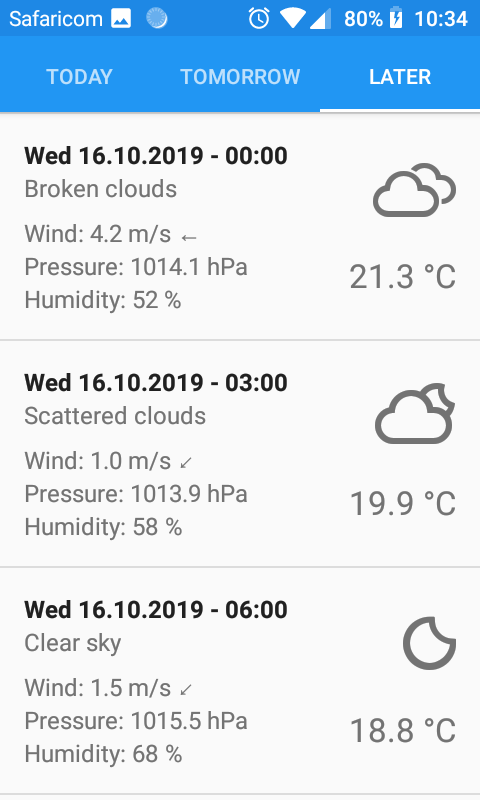 Safaricom 80% 10:34
TODAY TOMORROW LATER
Wed 16.10.2019 - 00:00
Broken clouds
Wind: 4.2 m/s ←
Pressure: 1014.1 hPa
Humidity: 52 %
21.3 °C
Wed 16.10.2019 - 03:00
Scattered clouds
Wind: 1.0 m/s ↙
Pressure: 1013.9 hPa
Humidity: 58 %
19.9 °C
Wed 16.10.2019 - 06:00
Clear sky
Wind: 1.5 m/s ↙
Pressure: 1015.5 hPa
Humidity: 68 %
18.8 °C